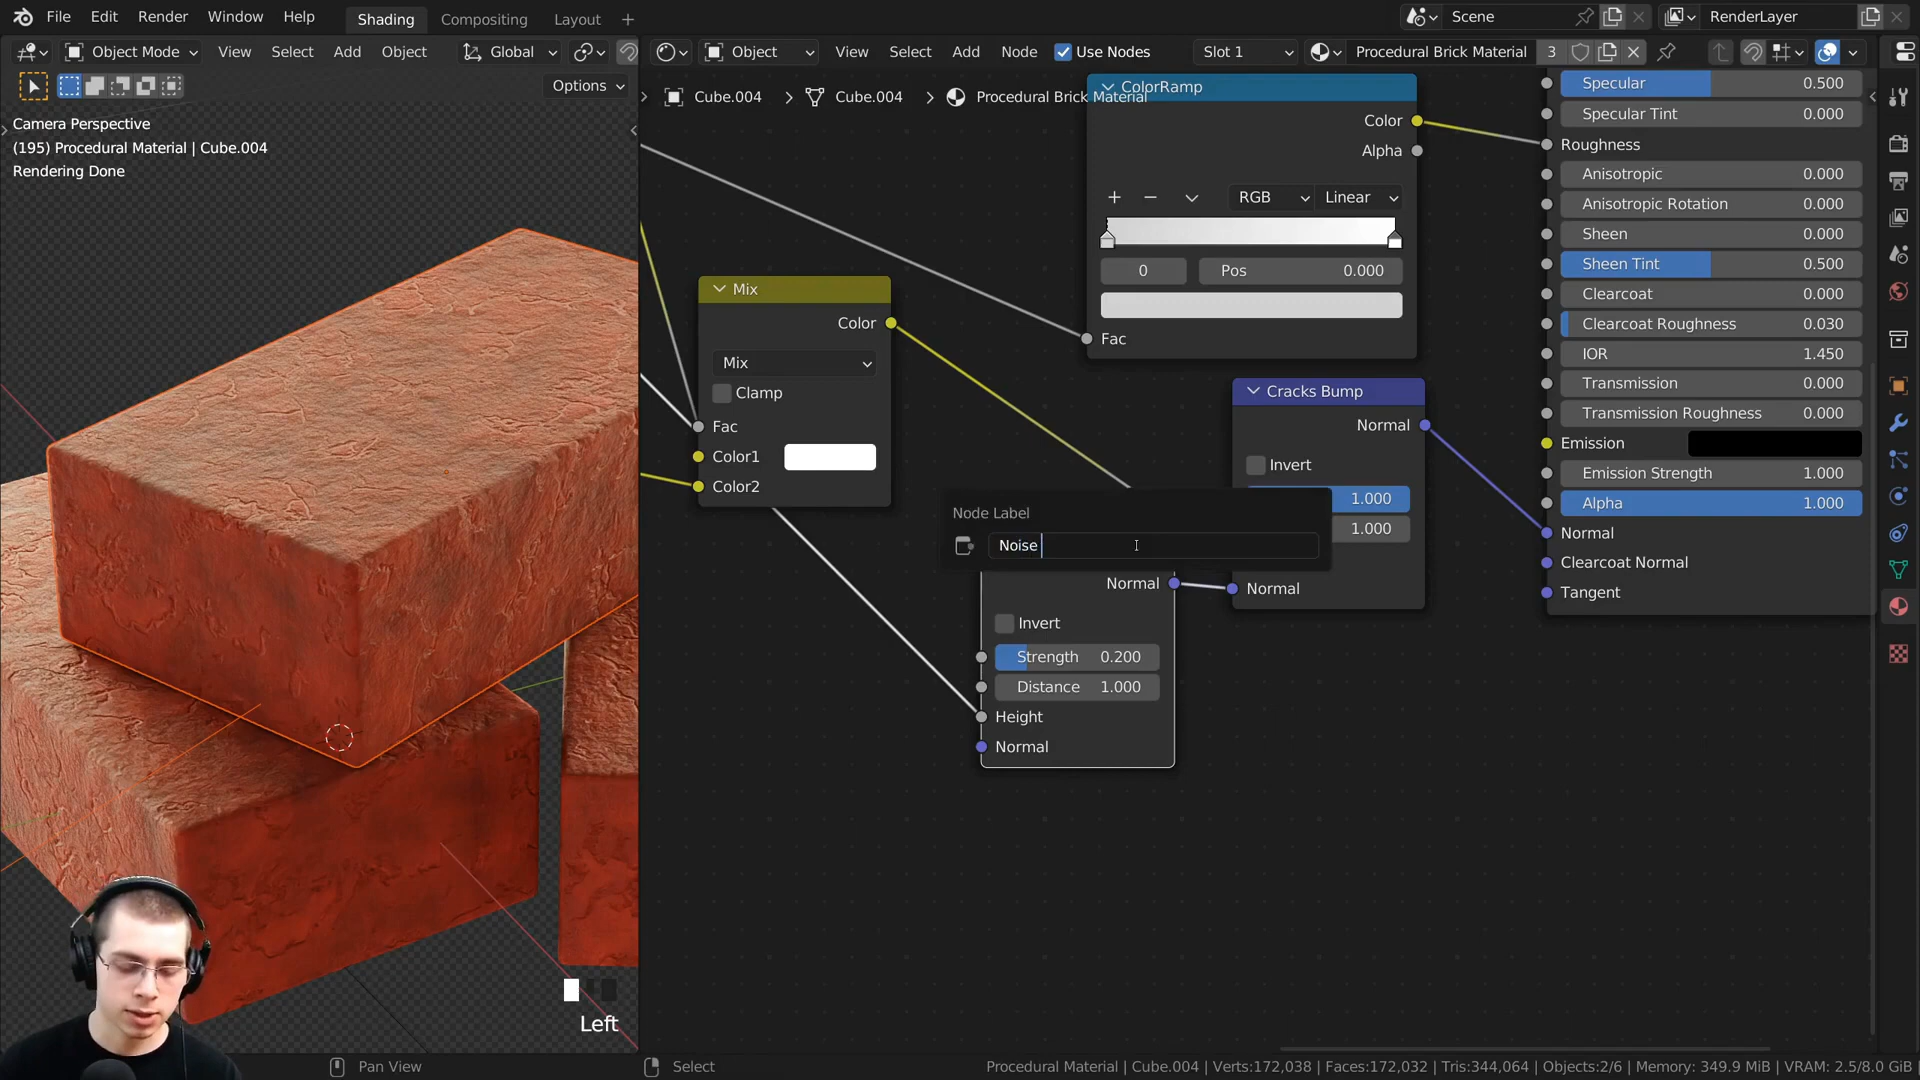 File Edit Render Window Help Shading Compositing Layout + Scene RenderLayer
Object Mode View Select Add Object Global Object View Select Add Node Use Nodes Slot 1 Procedural Brick Material 3
Options
Cube.004 > Cube.004 > Procedural Brick Material
Camera Perspective
(195) Procedural Material | Cube.004
Rendering Done
ColorRamp
Color
Alpha
RGB Linear
0 Pos 0.000
Fac
Mix
Color
Mix
Clamp
Fac
Color1
Color2
Cracks Bump
Normal
Invert
1.000
1.000
Normal
Node Label
Noise
Normal
Invert
Strength 0.200
Distance 1.000
Height
Normal
Specular 0.500
Specular Tint 0.000
Roughness
Anisotropic 0.000
Anisotropic Rotation 0.000
Sheen 0.000
Sheen Tint 0.500
Clearcoat 0.000
Clearcoat Roughness 0.030
IOR 1.450
Transmission 0.000
Transmission Roughness 0.000
Emission
Emission Strength 1.000
Alpha 1.000
Normal
Clearcoat Normal
Tangent
Left
Pan View Select Procedural Material | Cube.004 | Verts:172,038 | Faces:172,032 | Tris:344,064 | Objects:2/6 | Memory: 349.9 MiB | VRAM: 2.5/8.0 GiB